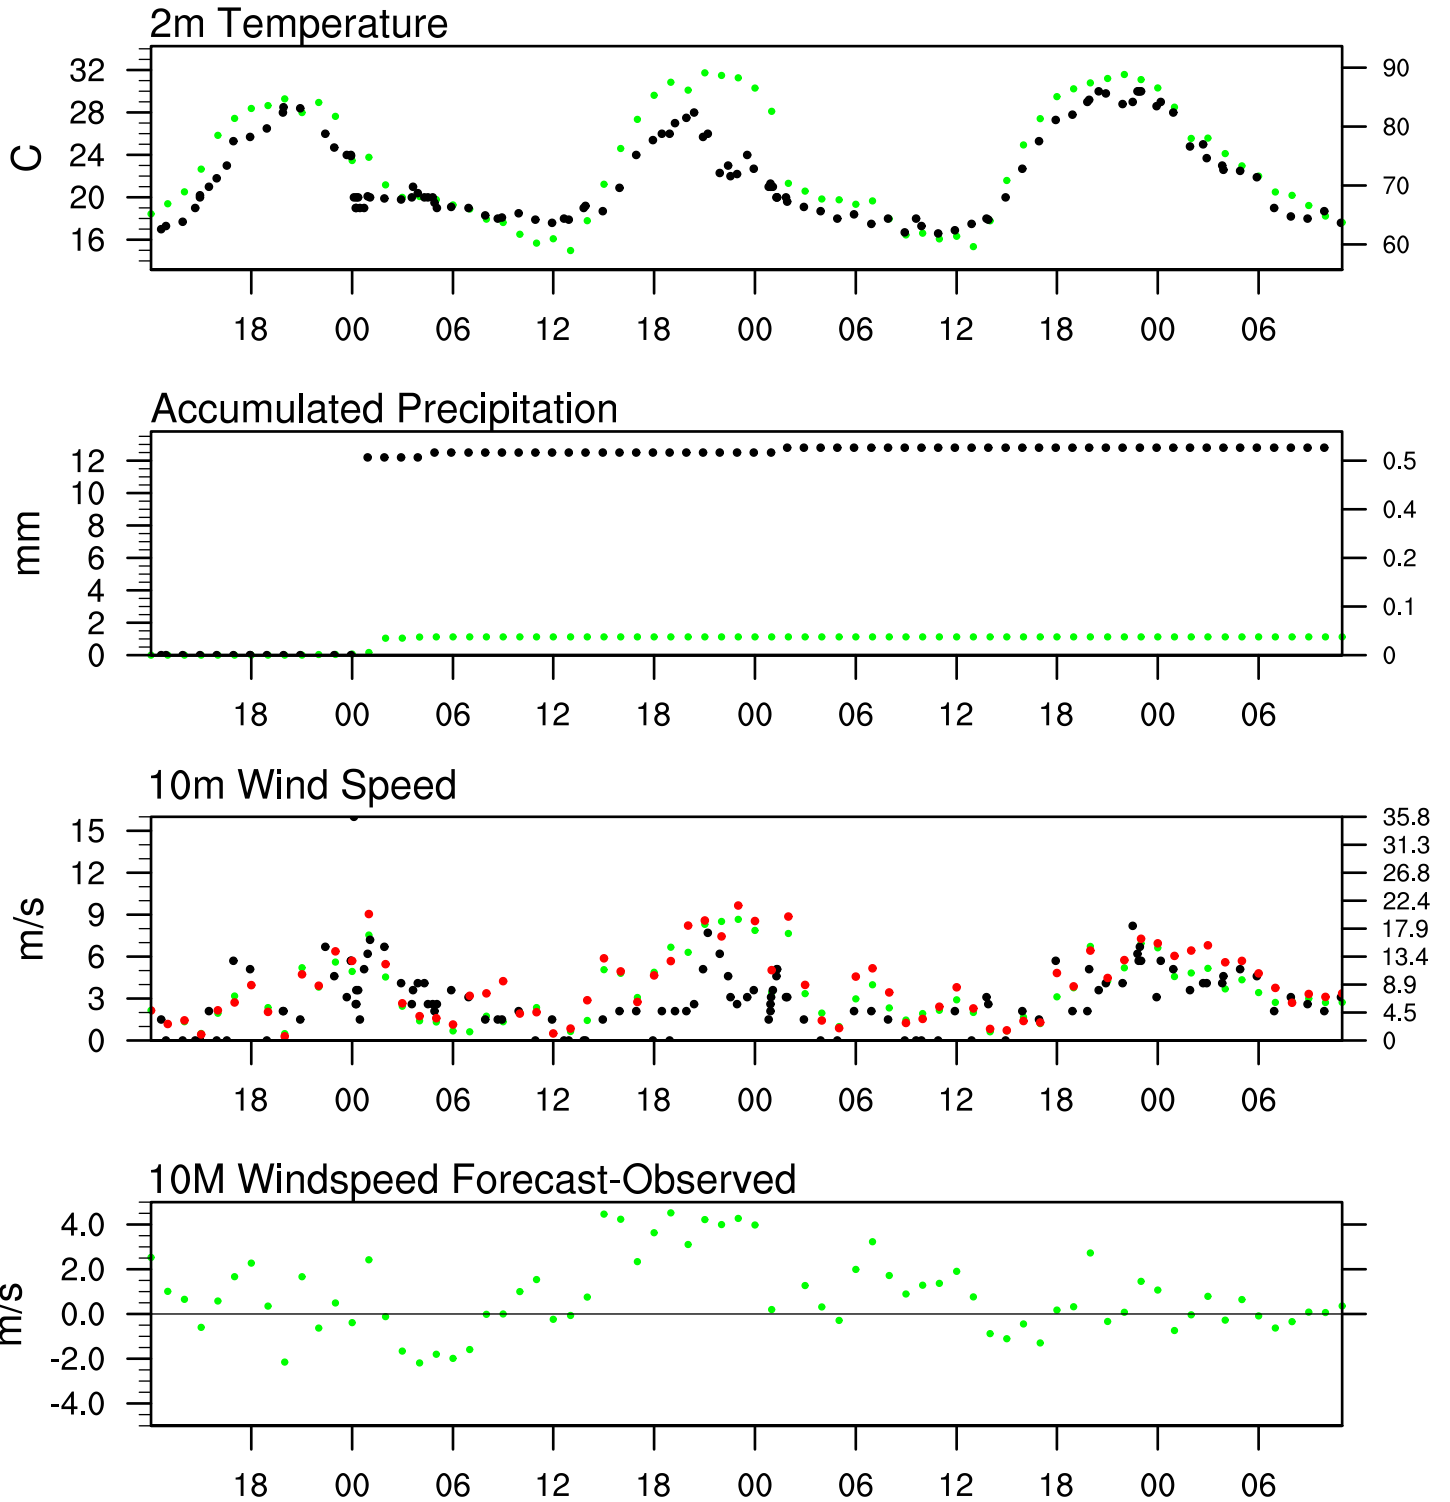 2m Temperature
32 90
28 80
C
24
20 70
16 60
18 00 06 12 18 00 06 12 18 00 06
Accumulated Precipitation
12 0.5
10 0.4
8
mm
6 0.2
4
2 0.1
0 0
18 00 06 12 18 00 06 12 18 00 06
10m Wind Speed
15 35.8
31.3
12 26.8
22.4
9 17.9
m/s
6 13.4
8.9
3 4.5
0 0
18 00 06 12 18 00 06 12 18 00 06
10M Windspeed Forecast-Observed
4.0
2.0
0.0
m/s
-2.0
-4.0
18 00 06 12 18 00 06 12 18 00 06